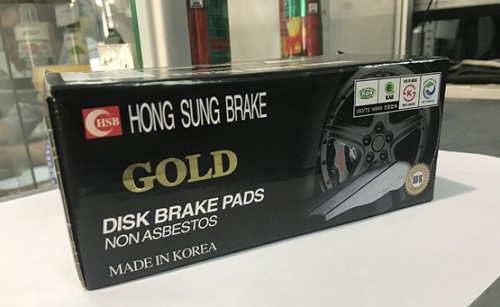 HSB HONG SUNG BRAKE
GOLD
DISK BRAKE PADS
NON ASBESTOS
MADE IN KOREA